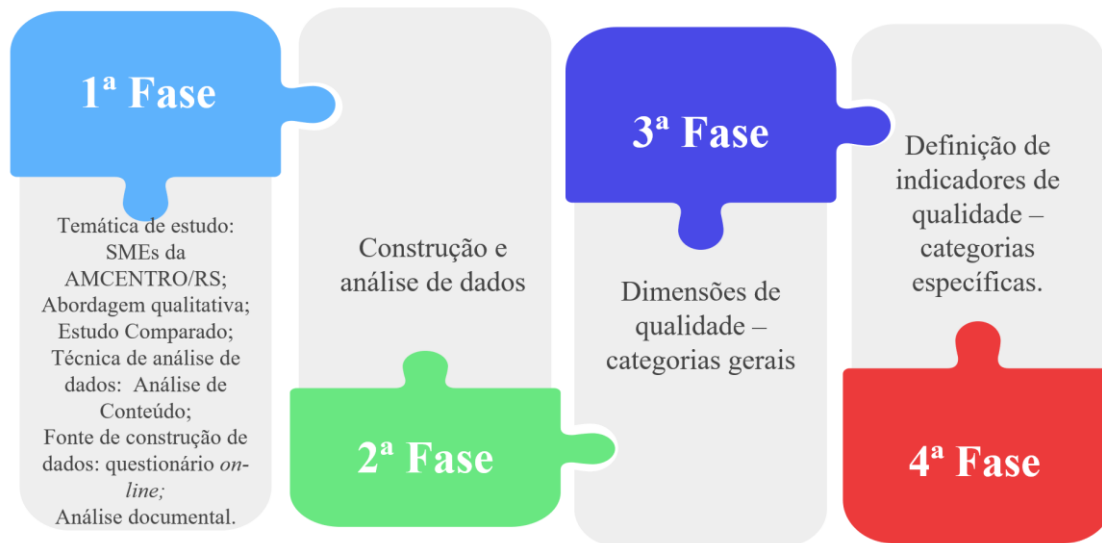 1ª Fase
Temática de estudo:
SMEs da
AMCENTRO/RS;
Abordagem qualitativa;
Estudo Comparado;
Técnica de análise de
dados: Análise de
Conteúdo;
Fonte de construção de
dados: questionário on-
line;
Análise documental.
Construção e
análise de dados
2ª Fase
3ª Fase
Dimensões de
qualidade –
categorias gerais
Definição de
indicadores de
qualidade –
categorias
específicas.
4ª Fase